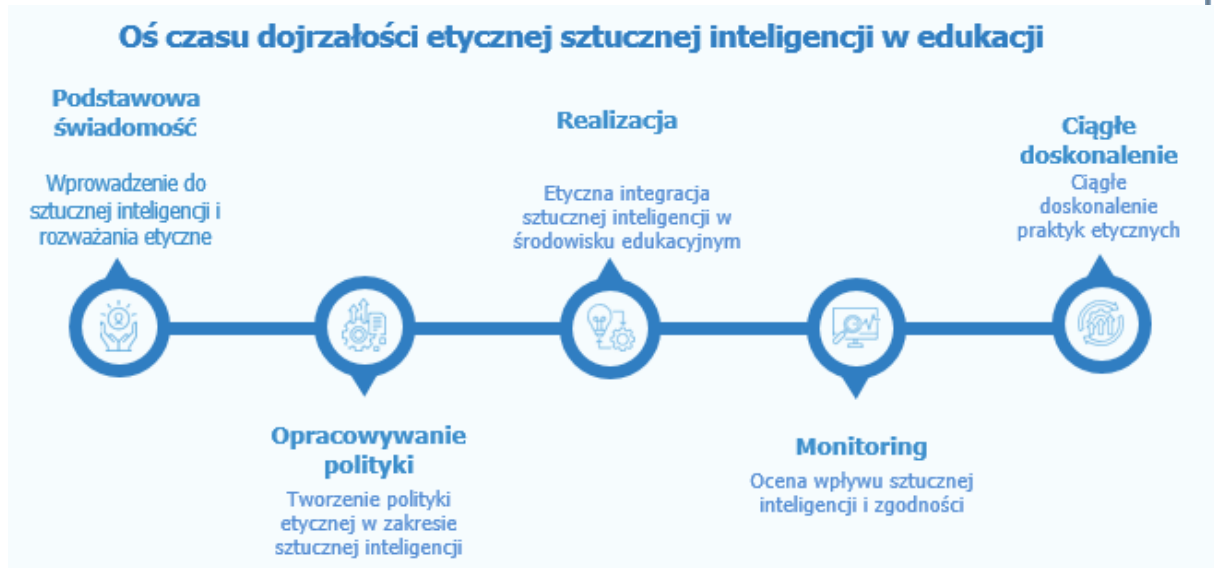 Oś czasu dojrzałości etycznej sztucznej inteligencji w edukacji
Podstawowa
świadomość
Wprowadzenie do
sztucznej inteligencji i
rozważania etyczne
Opracowywanie
polityki
Tworzenie polityki
etycznej w zakresie
sztucznej inteligencji
Realizacja
Etyczna integracja
sztucznej inteligencji w
środowisku edukacyjnym
Monitoring
Ocena wpływu sztucznej
inteligencji i zgodności
Ciągłe
doskonalenie
Ciągłe
doskonalenie
praktyk etycznych